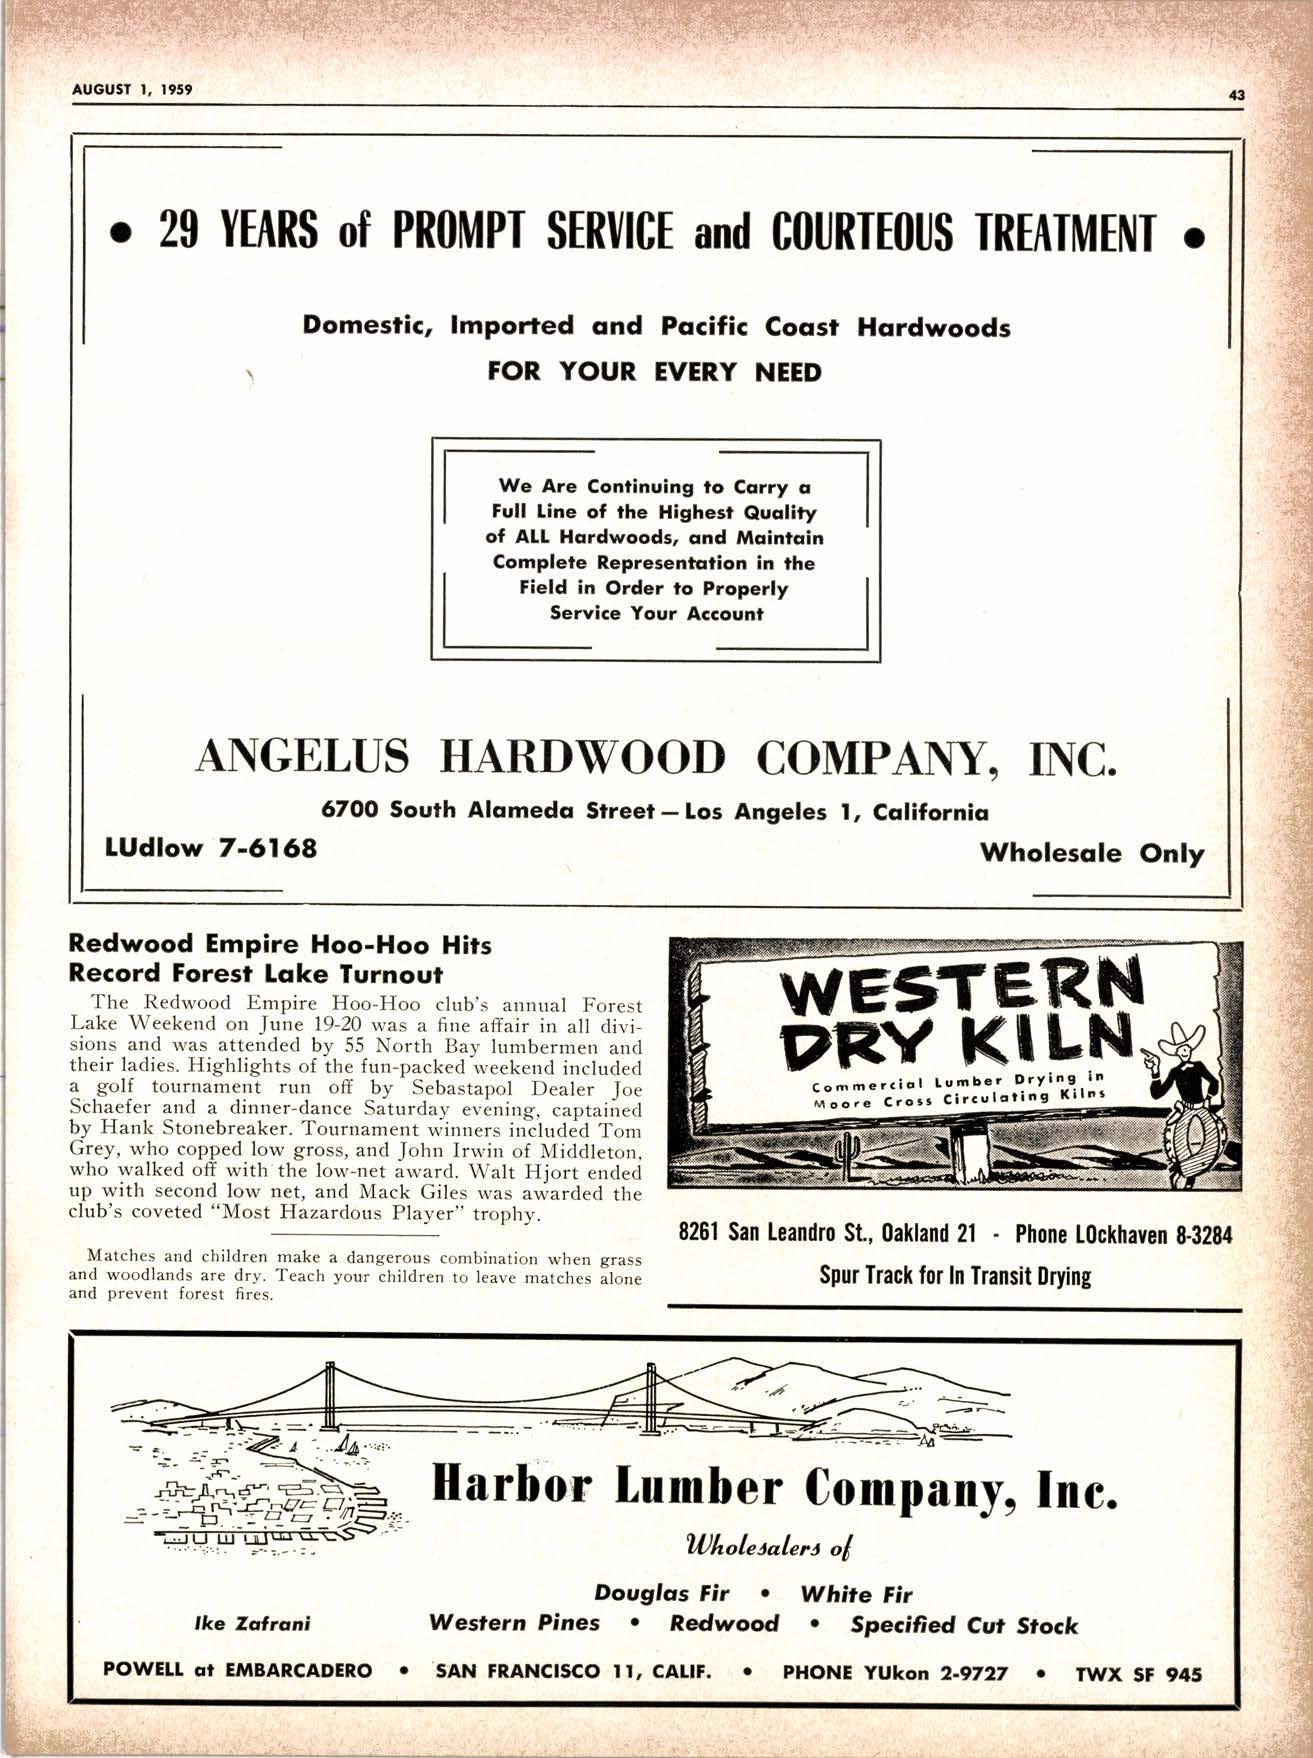 AUGUST 1, 1959
43
• 29 YEARS of PROMPT SERVICE and COURTEOUS TREATMENT •
Domestic, Imported and Pacific Coast Hardwoods
FOR YOUR EVERY NEED
We Are Continuing to Carry a
Full Line of the Highest Quality
of ALL Hardwoods, and Maintain
Complete Representation in the
Field in Order to Properly
Service Your Account
ANGELUS HARDWOOD COMPANY, INC.
6700 South Alameda Street — Los Angeles 1, California
LUdlow 7-6168
Wholesale Only
Redwood Empire Hoo-Hoo Hits
Record Forest Lake Turnout
The Redwood Empire Hoo-Hoo club's annual Forest
Lake Weekend on June 19-20 was a fine affair in all divi-
sions and was attended by 55 North Bay lumbermen and
their ladies. Highlights of the fun-packed weekend included
a golf tournament run off by Sebastapol Dealer Joe
Schaefer and a dinner-dance Saturday evening, captained
by Hank Stonebreaker. Tournament winners included Tom
Grey, who copped low gross, and John Irwin of Middleton,
who walked off with the low-net award. Walt Hjort ended
up with second low net, and Mack Giles was awarded the
club's coveted "Most Hazardous Player" trophy.
Matches and children make a dangerous combination when grass
and woodlands are dry. Teach your children to leave matches alone
and prevent forest fires.
WESTERN
DRY KILN
Commercial Lumber Drying in
Moore Cross Circulating Kilns
8261 San Leandro St., Oakland 21 - Phone LOckhaven 8-3284
Spur Track for In Transit Drying
Harbor Lumber Company, Inc.
Wholesalers of
Douglas Fir • White Fir
Ike Zafrani
Western Pines • Redwood • Specified Cut Stock
POWELL at EMBARCADERO • SAN FRANCISCO 11, CALIF. • PHONE YUkon 2-9727 • TWX SF 945